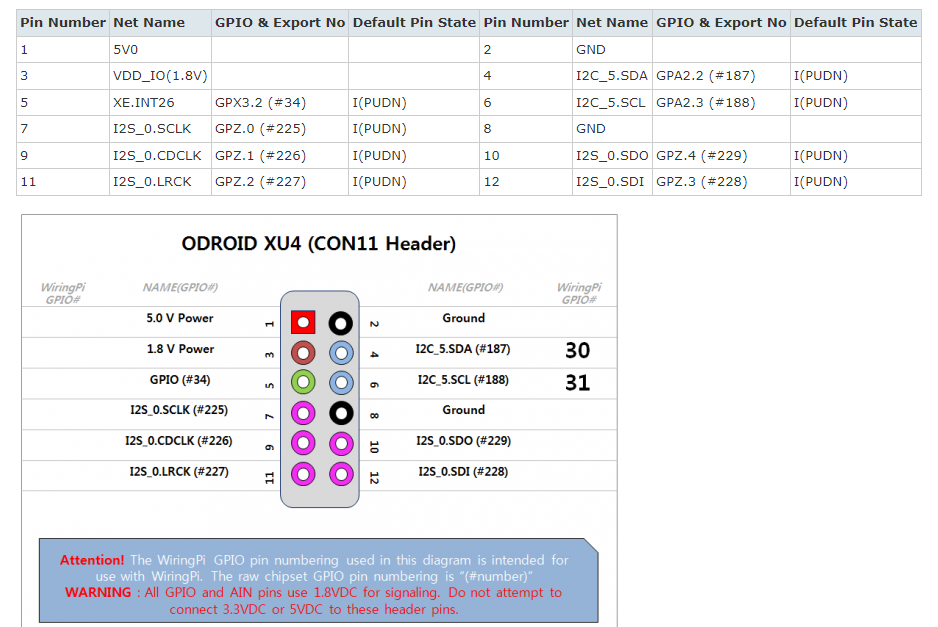 Pin Number Net Name GPIO & Export No Default Pin State Pin Number Net Name GPIO & Export No Default Pin State
1 5V0 2 GND
3 VDD_IO(1.8V) 4 I2C_5.SDA GPA2.2 (#187) I(PUDN)
5 XE.INT26 GPX3.2 (#34) I(PUDN) 6 I2C_5.SCL GPA2.3 (#188) I(PUDN)
7 I2S_0.SCLK GPZ.0 (#225) I(PUDN) 8 GND
9 I2S_0.CDCLK GPZ.1 (#226) I(PUDN) 10 I2S_0.SDO GPZ.4 (#229) I(PUDN)
11 I2S_0.LRCK GPZ.2 (#227) I(PUDN) 12 I2S_0.SDI GPZ.3 (#228) I(PUDN)
ODROID XU4 (CON11 Header)
WiringPi GPIO# NAME(GPIO#) NAME(GPIO#) WiringPi GPIO#
5.0 V Power 1 2 Ground
1.8 V Power 3 4 I2C_5.SDA (#187) 30
GPIO (#34) 5 6 I2C_5.SCL (#188) 31
I2S_0.SCLK (#225) 7 8 Ground
I2S_0.CDCLK (#226) 9 10 I2S_0.SDO (#229)
I2S_0.LRCK (#227) 11 12 I2S_0.SDI (#228)
Attention! The WiringPi GPIO pin numbering used in this diagram is intended for
use with WiringPi. The raw chipset GPIO pin numbering is "(#number)"
WARNING : All GPIO and AIN pins use 1.8VDC for signaling. Do not attempt to
connect 3.3VDC or 5VDC to these header pins.